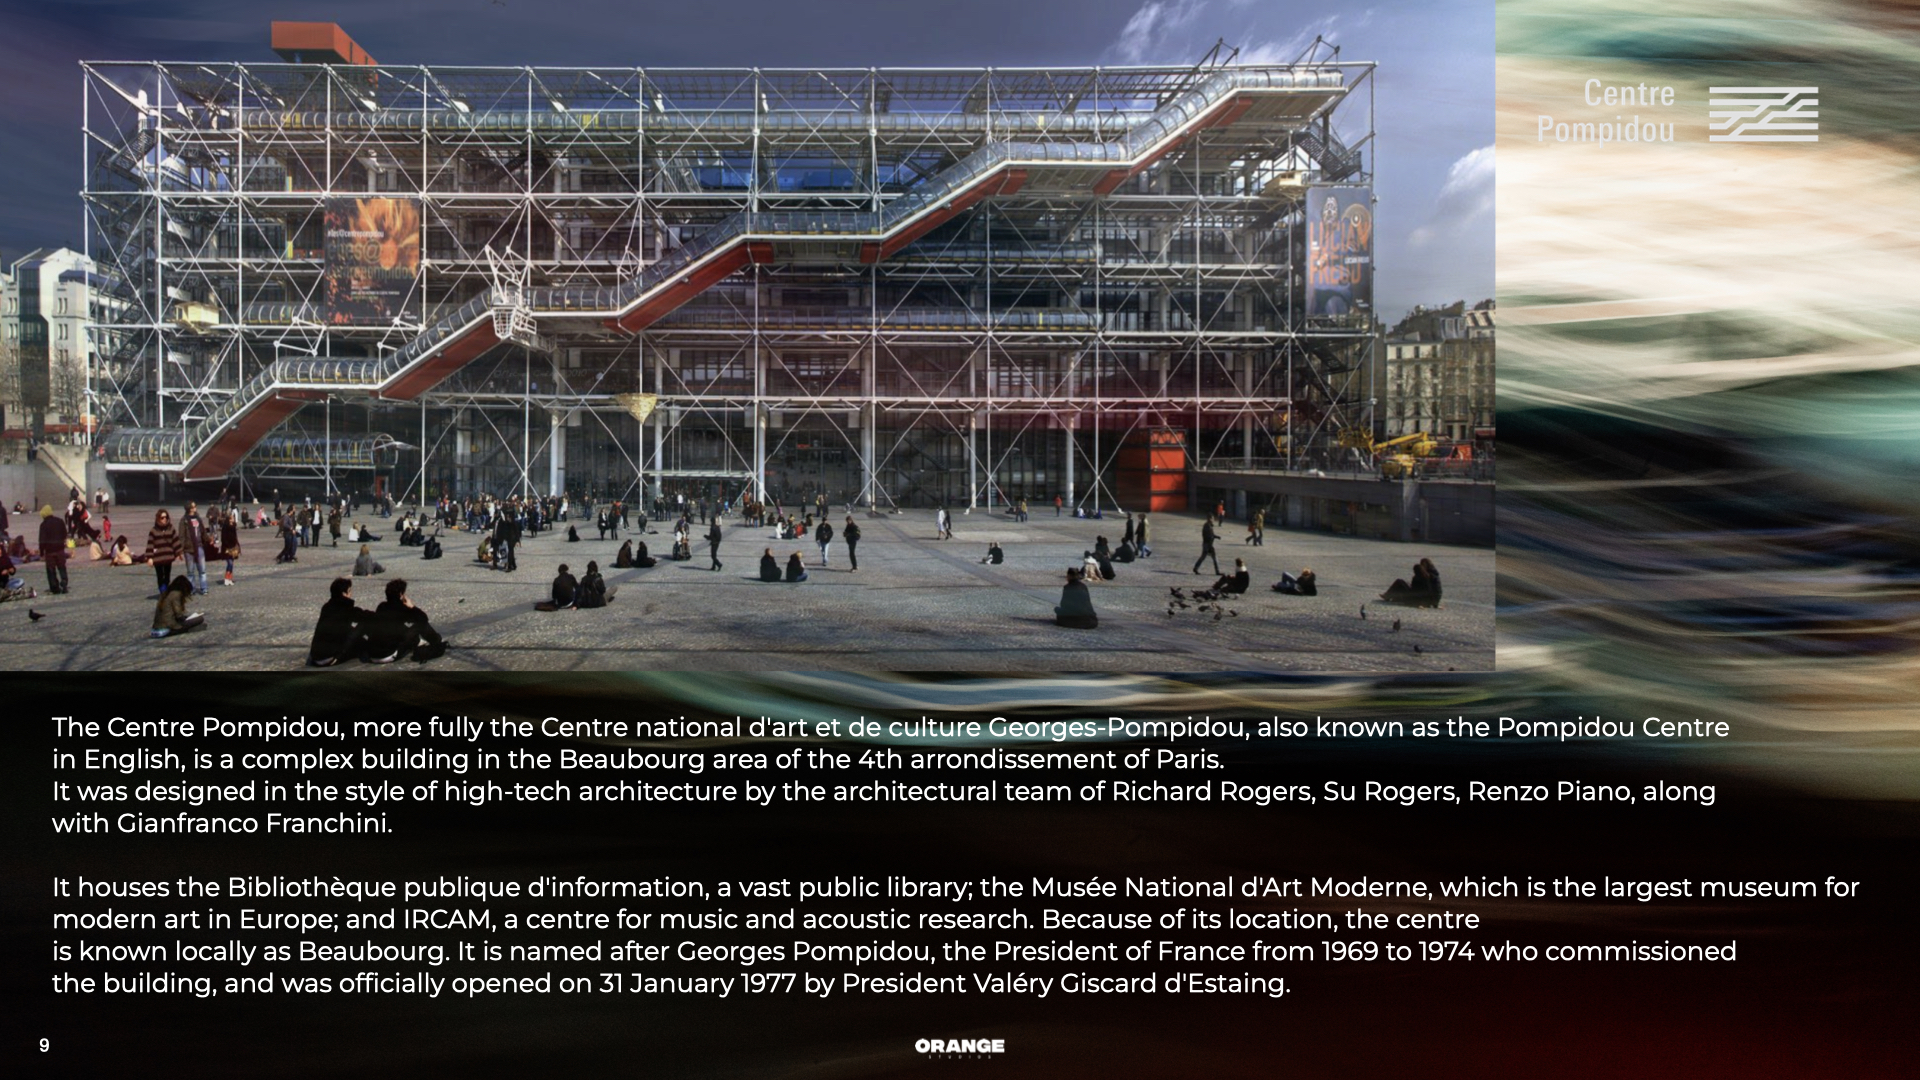 Centre
Pompidou
The Centre Pompidou, more fully the Centre national d'art et de culture Georges-Pompidou, also known as the Pompidou Centre
in English, is a complex building in the Beaubourg area of the 4th arrondissement of Paris.
It was designed in the style of high-tech architecture by the architectural team of Richard Rogers, Su Rogers, Renzo Piano, along
with Gianfranco Franchini.
It houses the Bibliothèque publique d'information, a vast public library; the Musée National d'Art Moderne, which is the largest museum for
modern art in Europe; and IRCAM, a centre for music and acoustic research. Because of its location, the centre
is known locally as Beaubourg. It is named after Georges Pompidou, the President of France from 1969 to 1974 who commissioned
the building, and was officially opened on 31 January 1977 by President Valéry Giscard d'Estaing.
9
ORANGE
STUDIOS